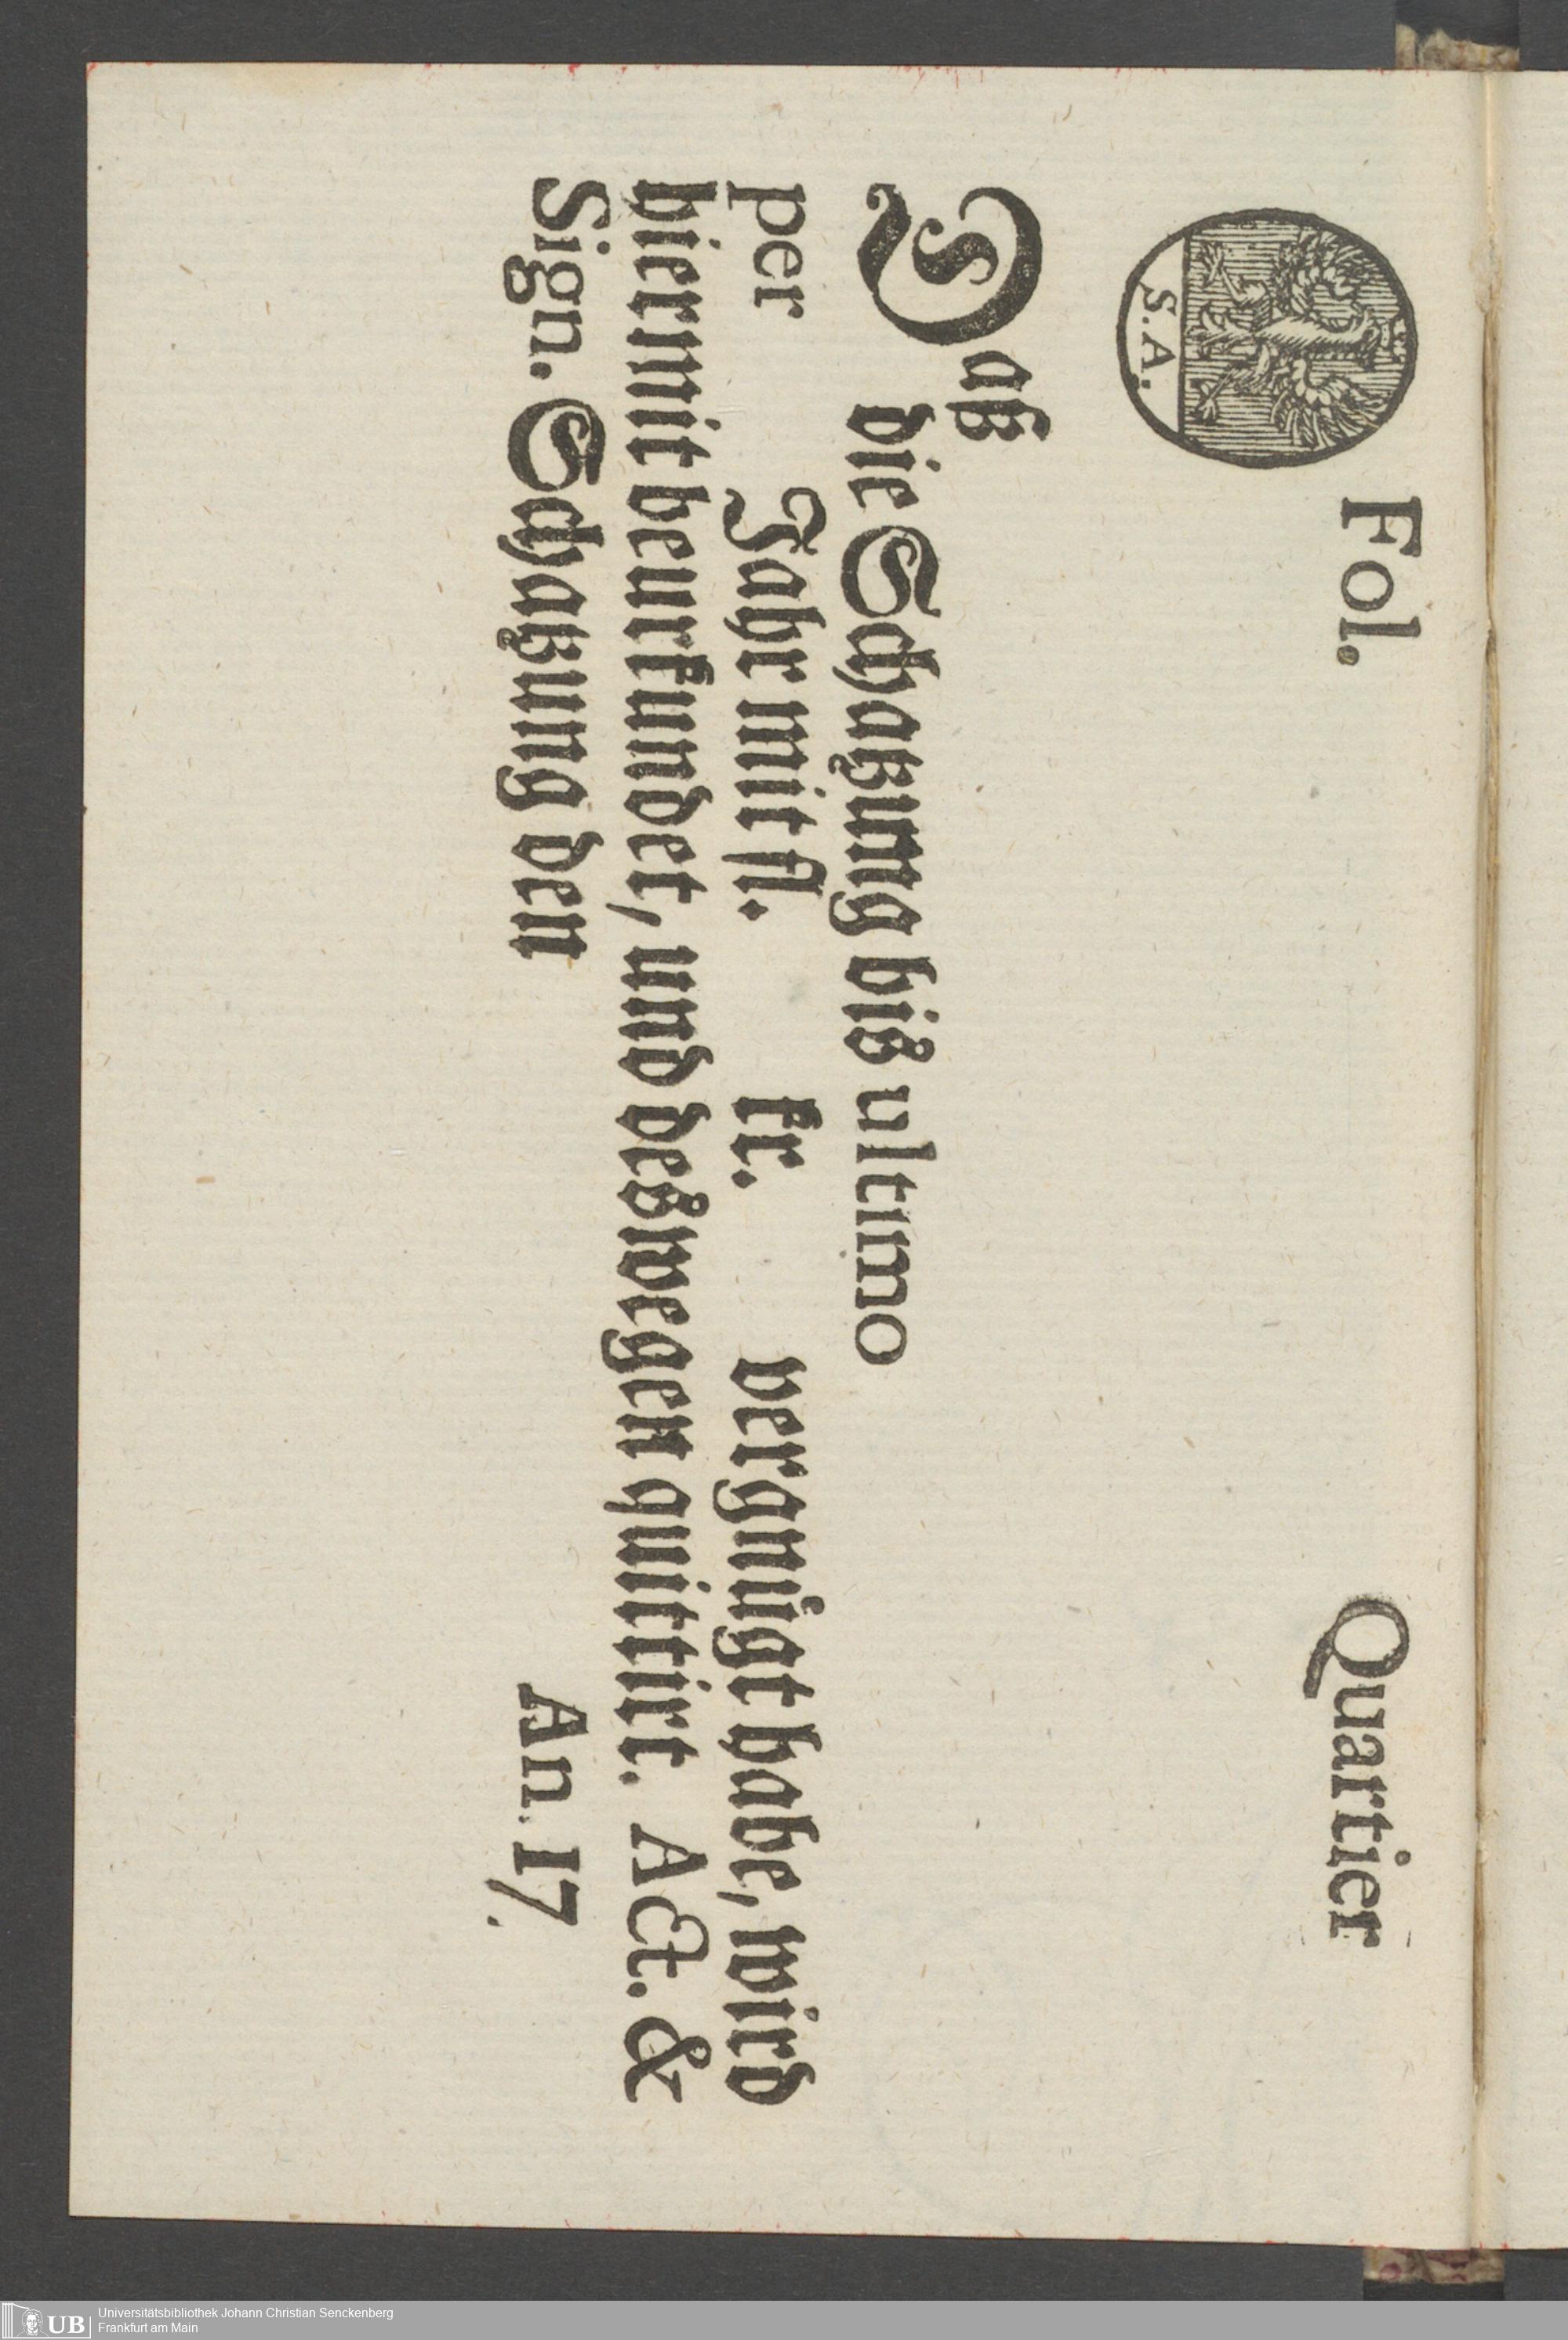 Fol. Quartier
S. A.
Daß
die Schatzung biß ultimo
per Jahr mit fl. kr. vergnügt habe, wird
hiermit beurkundet, und deßwegen quittirt. Act. &
Sign. Schatzung den An. 17.
UB Universitätsbibliothek Johann Christian Senckenberg
Frankfurt am Main